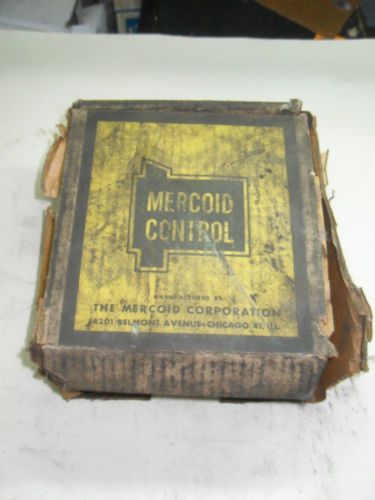 MERCOID
CONTROL
®
MANUFACTURED BY
THE MERCOID CORPORATION
4201 BELMONT AVENUE • CHICAGO 41, ILL.